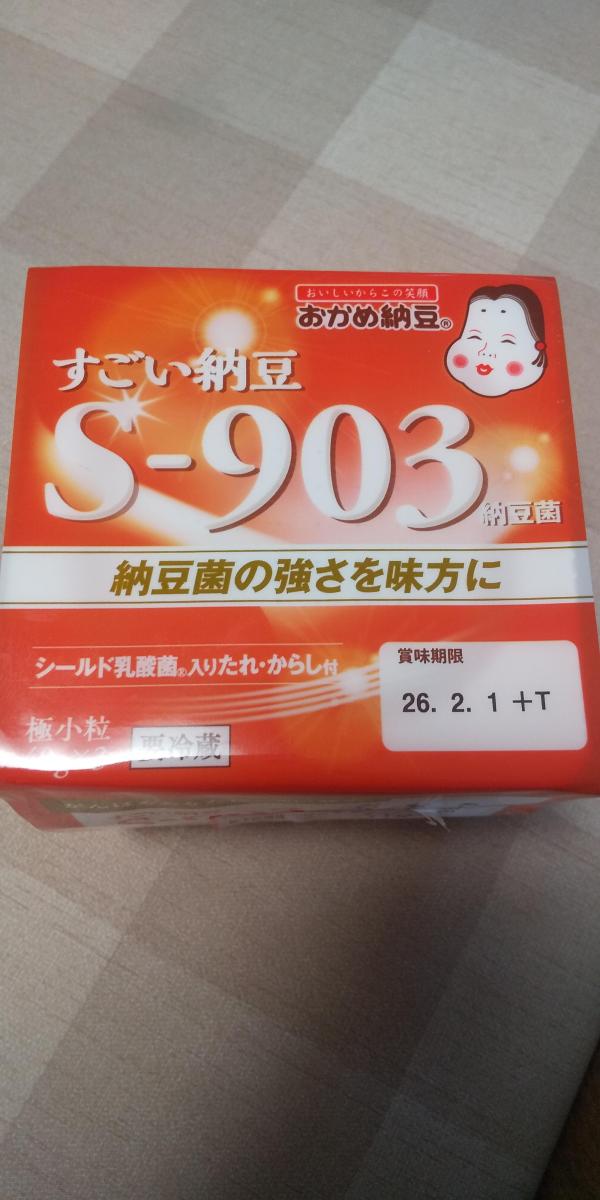 おいしいからこの笑顔
おかめ納豆®
すごい納豆
S-903
納豆菌
納豆菌の強さを味方に
シールド乳酸菌®入りたれ・からし付
賞味期限
26. 2. 1 +T
極小粒
要冷蔵